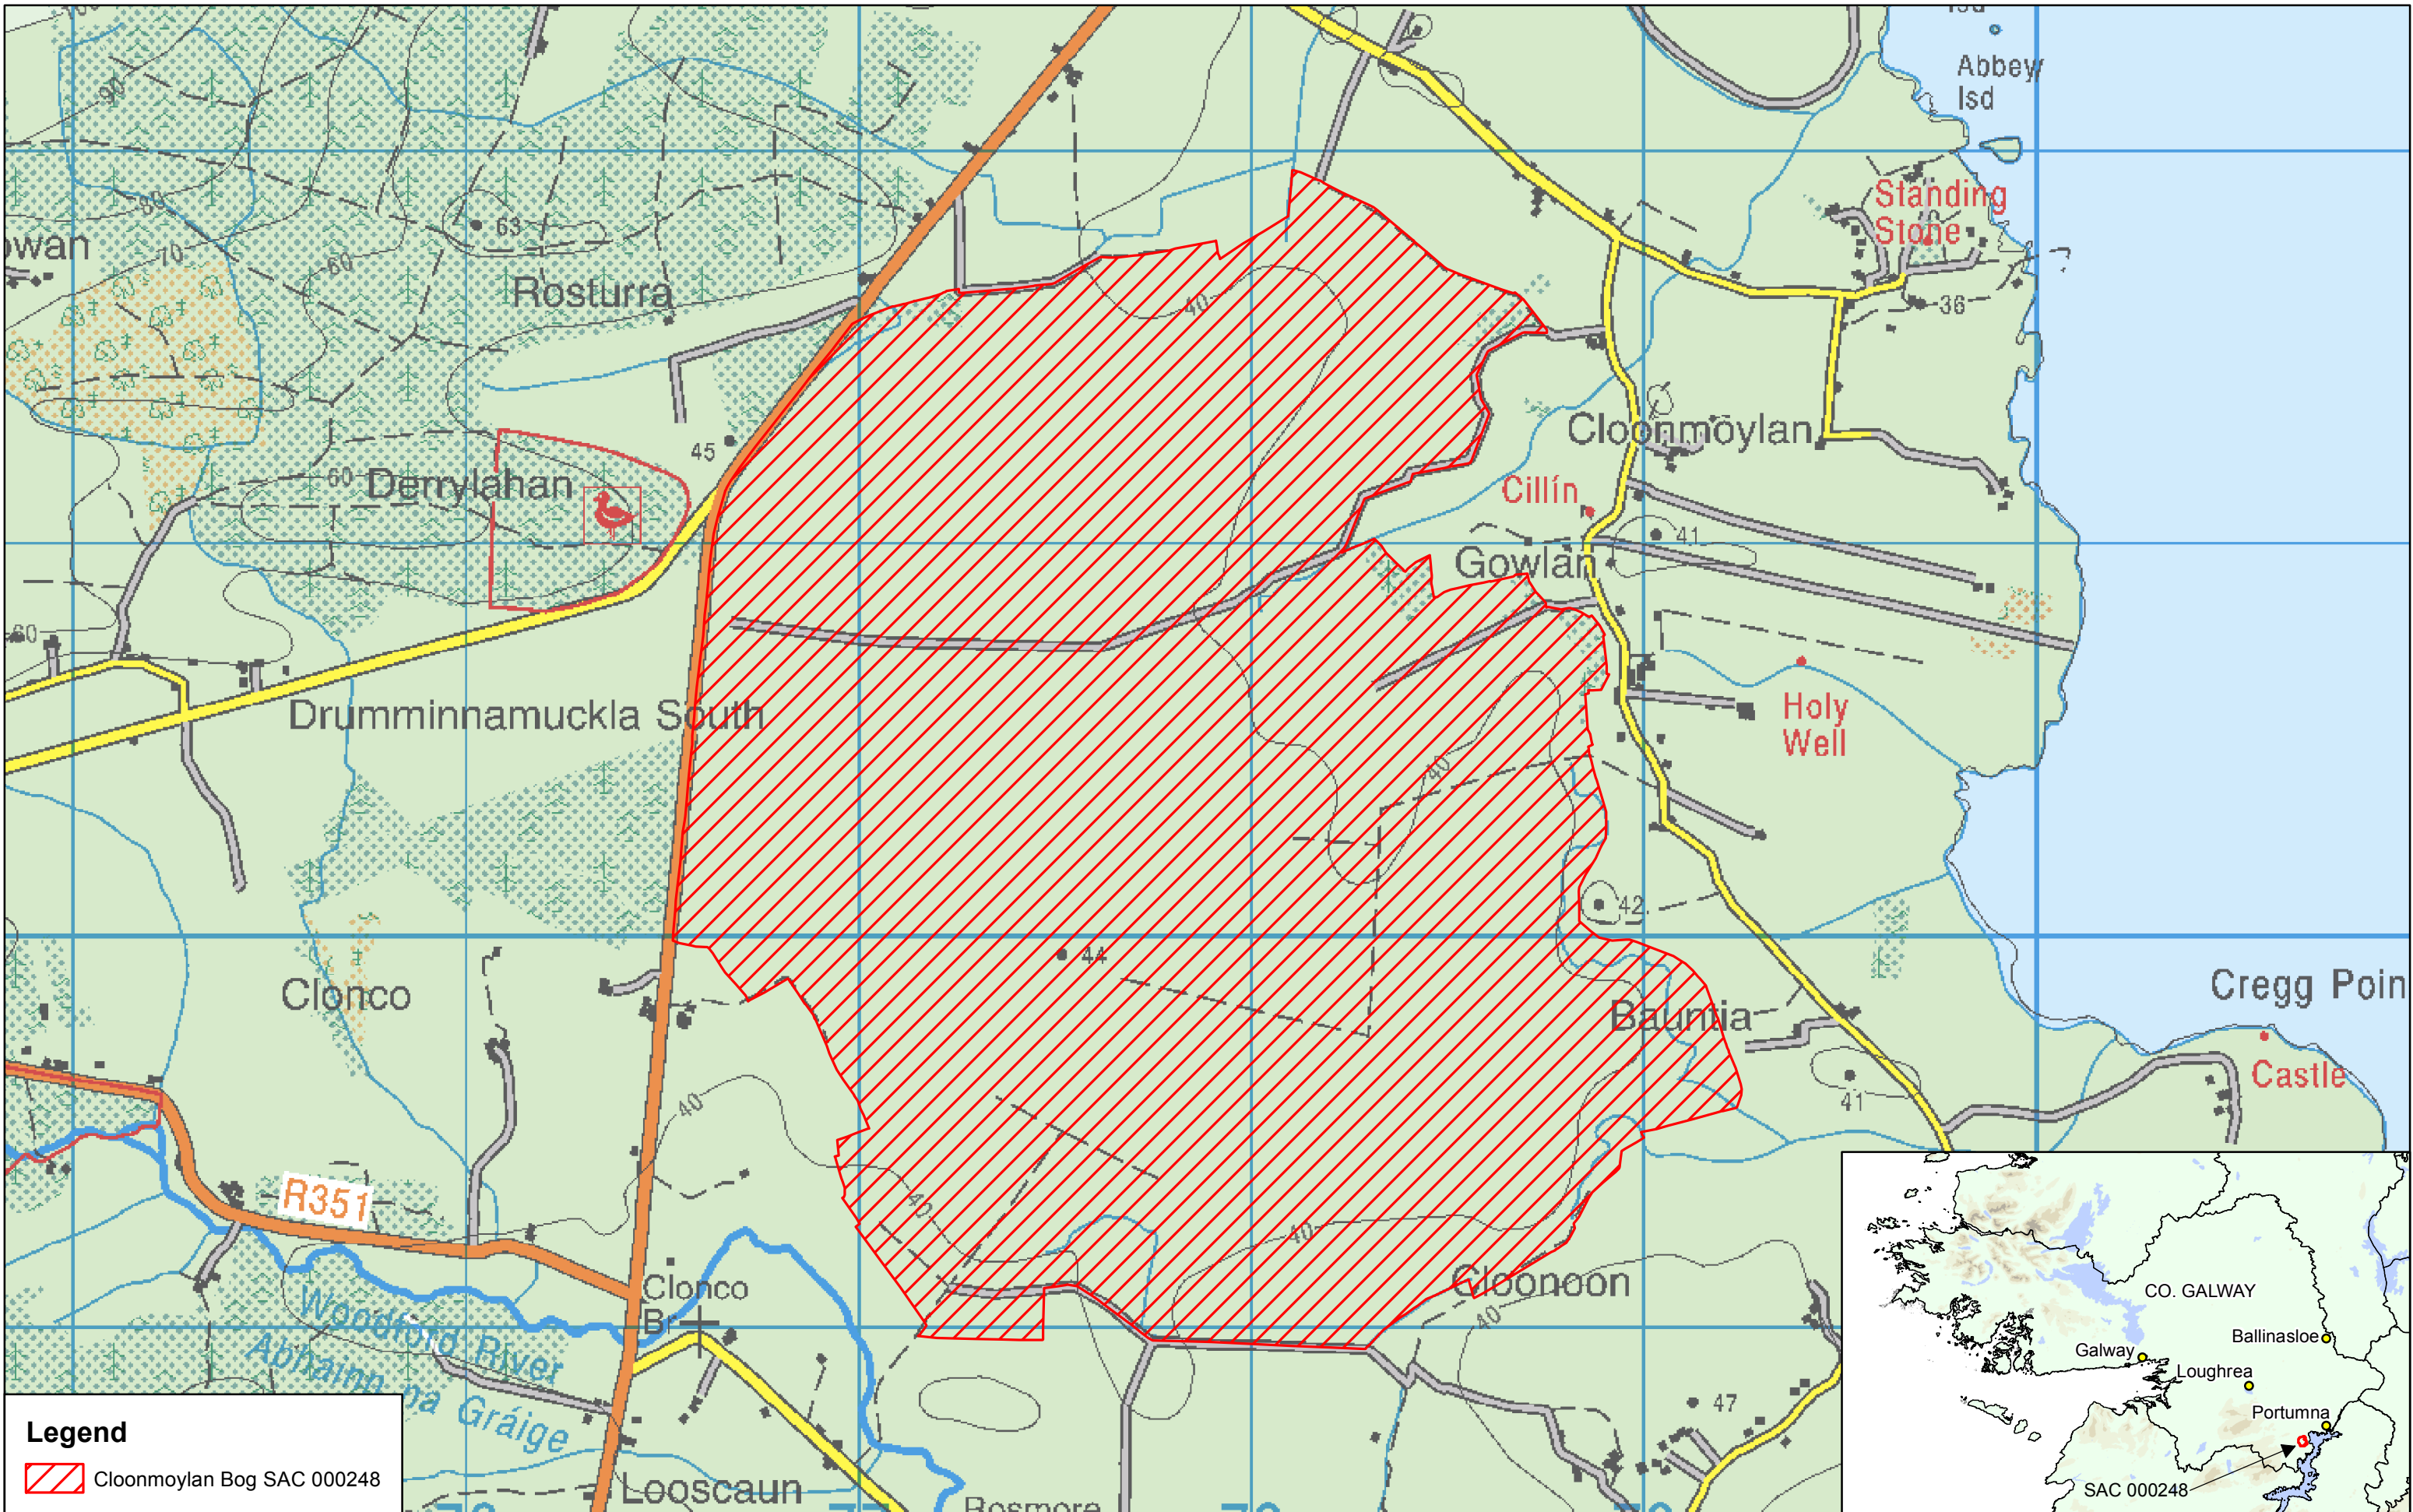 Abbey
Isd
90
80
70
60
63
Standing
Stone
Rosturra
40
36
45
Cloonmoylan
Derrylahan
60
Cillín
41
Gowlan
60
Drumminnamuckla South
Holy
Well
40
42
44
Clonco
Cregg Poin
Bauntia
Castle
41
40
R351
40
40
Clonco
Br
Cloonoon
40
Woodford River
Abhainn na Gráige
47
Looscaun
Rosmore
Legend
Cloonmoylan Bog SAC 000248
CO. GALWAY
Ballinasloe
Galway
Loughrea
Portumna
SAC 000248